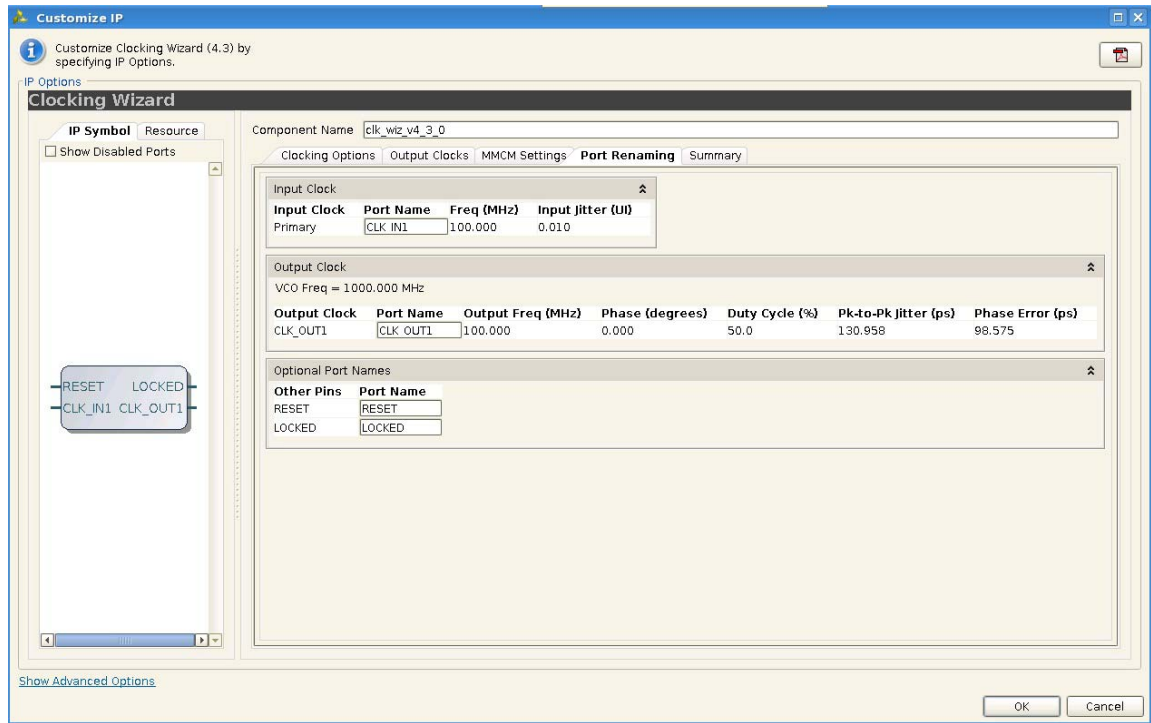 Customize IP
Customize Clocking Wizard (4.3) by
specifying IP Options.
IP Options
Clocking Wizard
IP Symbol Resource
Show Disabled Ports
RESET LOCKED
CLK_IN1 CLK_OUT1
Component Name clk_wiz_v4_3_0
Clocking Options Output Clocks MMCM Settings Port Renaming Summary
Input Clock
Input Clock Port Name Freq (MHz) Input Jitter (UI)
Primary CLK_IN1 100.000 0.010
Output Clock
VCO Freq = 1000.000 MHz
Output Clock Port Name Output Freq (MHz) Phase (degrees) Duty Cycle (%) Pk-to-Pk Jitter (ps) Phase Error (ps)
CLK_OUT1 CLK_OUT1 100.000 0.000 50.0 130.958 98.575
Optional Port Names
Other Pins Port Name
RESET RESET
LOCKED LOCKED
Show Advanced Options
OK Cancel